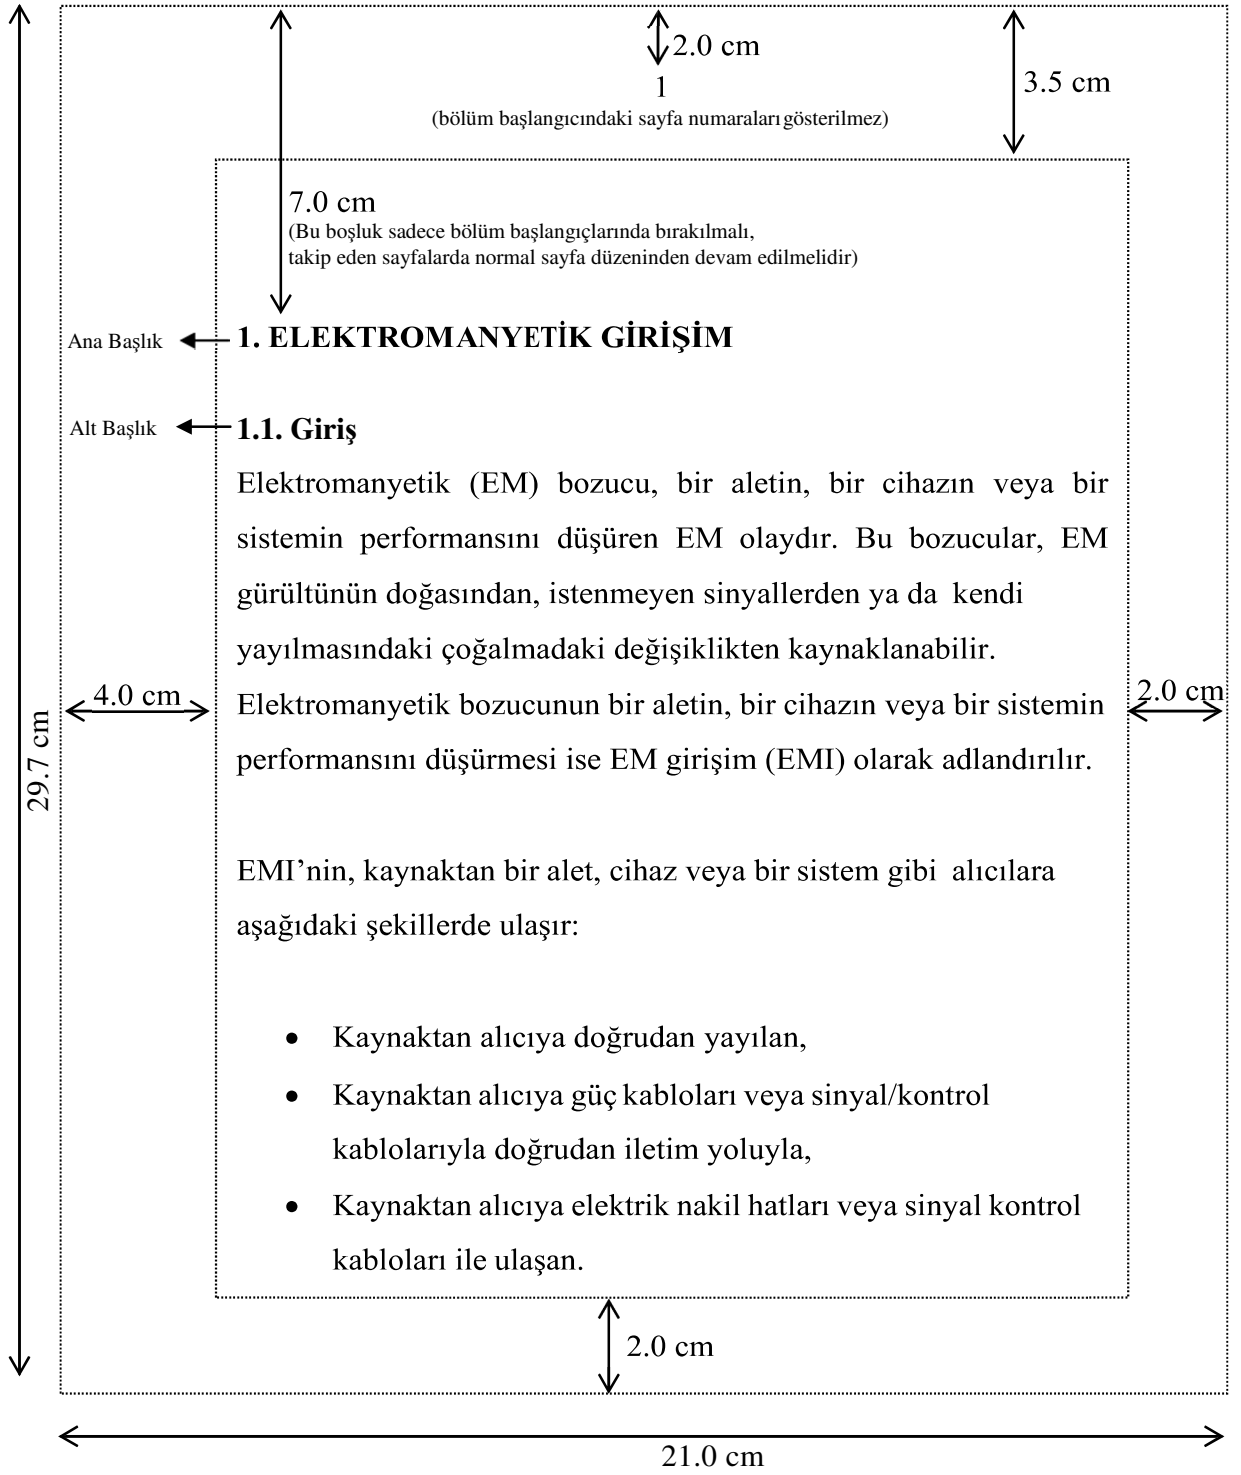 2.0 cm
1
3.5 cm
(bölüm başlangıcındaki sayfa numaraları gösterilmez)
7.0 cm
(Bu boşluk sadece bölüm başlangıçlarında bırakılmalı,
takip eden sayfalarda normal sayfa düzeninden devam edilmelidir)
Ana Başlık
1. ELEKTROMANYETİK GİRİŞİM
Alt Başlık
1.1. Giriş
Elektromanyetik (EM) bozucu, bir aletin, bir cihazın veya bir
sistemin performansını düşüren EM olaydır. Bu bozucular, EM
gürültünün doğasından, istenmeyen sinyallerden ya da kendi
yayılmasındaki çoğalmadaki değişiklikten kaynaklanabilir.
4.0 cm
2.0 cm
29.7 cm
Elektromanyetik bozucunun bir aletin, bir cihazın veya bir sistemin
performansını düşürmesi ise EM girişim (EMI) olarak adlandırılır.
EMI’nin, kaynaktan bir alet, cihaz veya bir sistem gibi alıcılara
aşağıdaki şekillerde ulaşır:
• Kaynaktan alıcıya doğrudan yayılan,
• Kaynaktan alıcıya güç kabloları veya sinyal/kontrol
kablolarıyla doğrudan iletim yoluyla,
• Kaynaktan alıcıya elektrik nakil hatları veya sinyal kontrol
kabloları ile ulaşan.
2.0 cm
21.0 cm